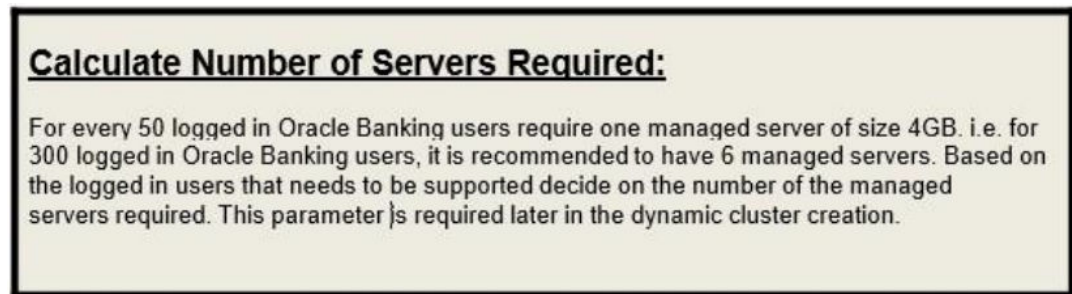 Calculate Number of Servers Required:
For every 50 logged in Oracle Banking users require one managed server of size 4GB. i.e. for
300 logged in Oracle Banking users, it is recommended to have 6 managed servers. Based on
the logged in users that needs to be supported decide on the number of the managed
servers required. This parameter is required later in the dynamic cluster creation.